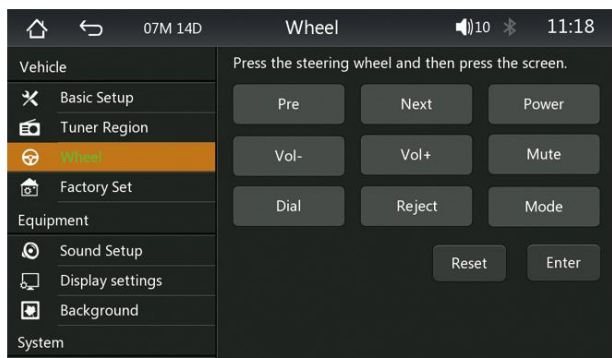 07M 14D Wheel 10 11:18
Vehicle
Basic Setup
Tuner Region
Wheel
Factory Set
Equipment
Sound Setup
Display settings
Background
System
Press the steering wheel and then press the screen.
Pre Next Power
Vol- Vol+ Mute
Dial Reject Mode
Reset Enter